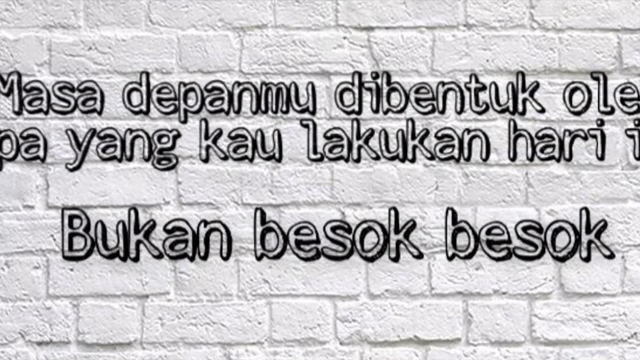 Masa depanmu dibentuk ole
pa yang kau lakukan hari i
Bukan besok besok